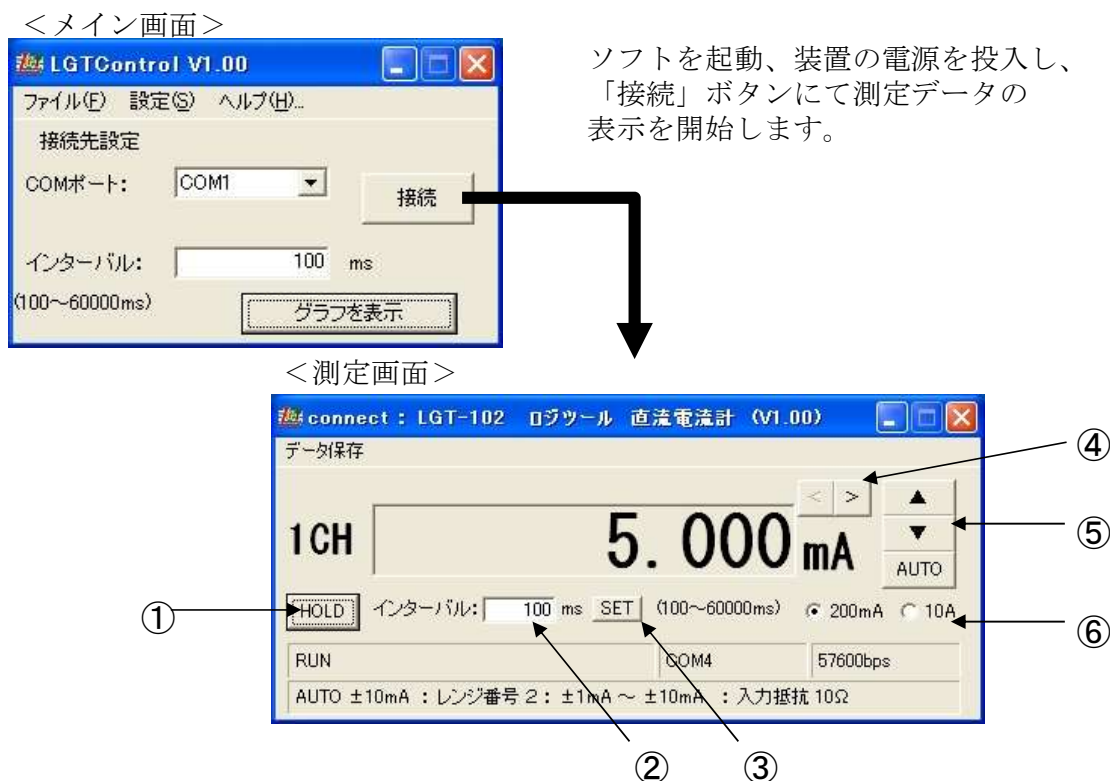 ＜メイン画面＞
LGTControl V1.00
ファイル(F) 設定(S) ヘルプ(H)...
接続先設定
COMポート: COM1
接続
インターバル: 100 ms
(100～60000ms)
グラフを表示
ソフトを起動、装置の電源を投入し、
「接続」ボタンにて測定データの
表示を開始します。
＜測定画面＞
connect : LGT-102 ロジツール 直流電流計 (V1.00)
データ保存
< >
▲
④
1CH 5.000 mA
▼
⑤
AUTO
①
HOLD インターバル: 100 ms SET (100～60000ms) 200mA 10A
⑥
RUN COM4 57600bps
AUTO ±10mA : レンジ番号 2 : ±1mA ～ ±10mA : 入力抵抗 10Ω
② ③